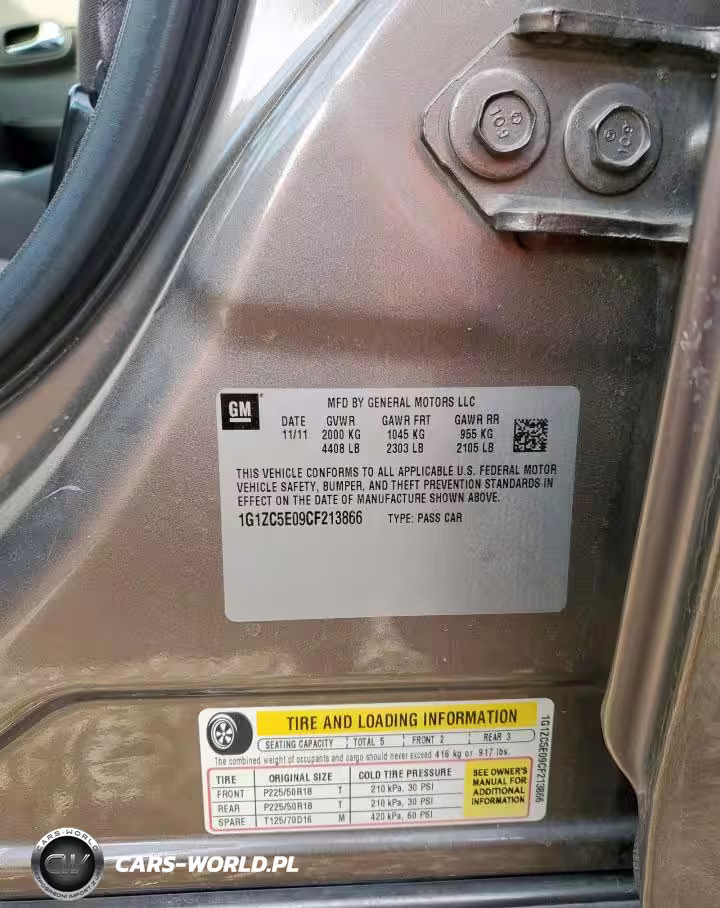 109
109
GM
MFD BY GENERAL MOTORS LLC
DATE GVWR GAWR FRT GAWR RR
11/11 2000 KG 1045 KG 955 KG
4408 LB 2303 LB 2105 LB
THIS VEHICLE CONFORMS TO ALL APPLICABLE U.S. FEDERAL MOTOR
VEHICLE SAFETY, BUMPER, AND THEFT PREVENTION STANDARDS IN
EFFECT ON THE DATE OF MANUFACTURE SHOWN ABOVE.
1G1ZC5E09CF213866 TYPE: PASS CAR
TIRE AND LOADING INFORMATION
SEATING CAPACITY TOTAL 5 FRONT 2 REAR 3
The combined weight of occupants and cargo should never exceed 416 kg or 917 lbs.
TIRE ORIGINAL SIZE COLD TIRE PRESSURE
FRONT P225/50R18 T 210 kPa, 30 PSI
REAR P225/50R18 T 210 kPa, 30 PSI
SPARE T125/70D16 M 420 kPa, 60 PSI
SEE OWNER'S
MANUAL FOR
ADDITIONAL
INFORMATION
1G1ZC5E09CF213866
CARS-WORLD
CW
CARS-WORLD.PL